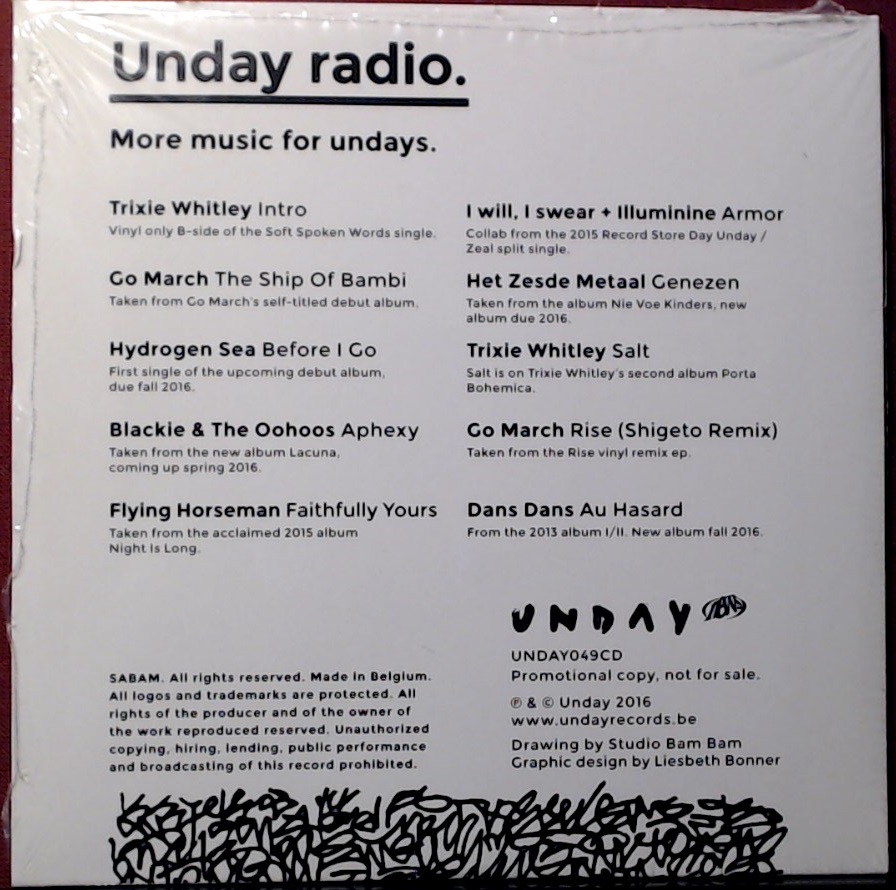 Unday radio.
More music for undays.
Trixie Whitley Intro
Vinyl only B-side of the Soft Spoken Words single.
Go March The Ship Of Bambi
Taken from Go March's self-titled debut album.
Hydrogen Sea Before I Go
First single of the upcoming debut album,
due fall 2016.
Blackie & The Oohoos Aphexy
Taken from the new album Lacuna,
coming up spring 2016.
Flying Horseman Faithfully Yours
Taken from the acclaimed 2015 album
Night Is Long.
I will, I swear + Illuminine Armor
Collab from the 2015 Record Store Day Unday /
Zeal split single.
Het Zesde Metaal Genezen
Taken from the album Nie Voe Kinders, new
album due 2016.
Trixie Whitley Salt
Salt is on Trixie Whitley's second album Porta
Bohemica.
Go March Rise (Shigeto Remix)
Taken from the Rise vinyl remix ep.
Dans Dans Au Hasard
From the 2013 album I/II. New album fall 2016.
SABAM. All rights reserved. Made in Belgium.
All logos and trademarks are protected. All
rights of the producer and of the owner of
the work reproduced reserved. Unauthorized
copying, hiring, lending, public performance
and broadcasting of this record prohibited.
UNDAY
UNDAY049CD
Promotional copy, not for sale.
℗ & © Unday 2016
www.undayrecords.be
Drawing by Studio Bam Bam
Graphic design by Liesbeth Bonner